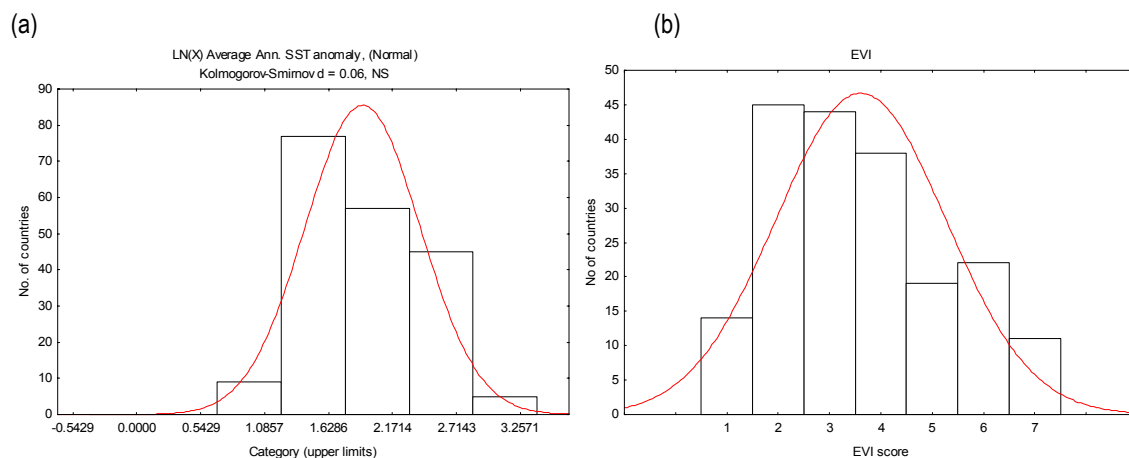 (a)
LN(X) Average Ann. SST anomaly, (Normal)
Kolmogorov-Smirnov d = 0.06, NS
90
80
70
60
50
40
30
20
10
0
No. of countries
-0.5429 0.0000 0.5429 1.0857 1.6286 2.1714 2.7143 3.2571
Category (upper limits)
(b)
EVI
50
45
40
35
30
25
20
15
10
5
0
No of countries
1 2 3 4 5 6 7
EVI score